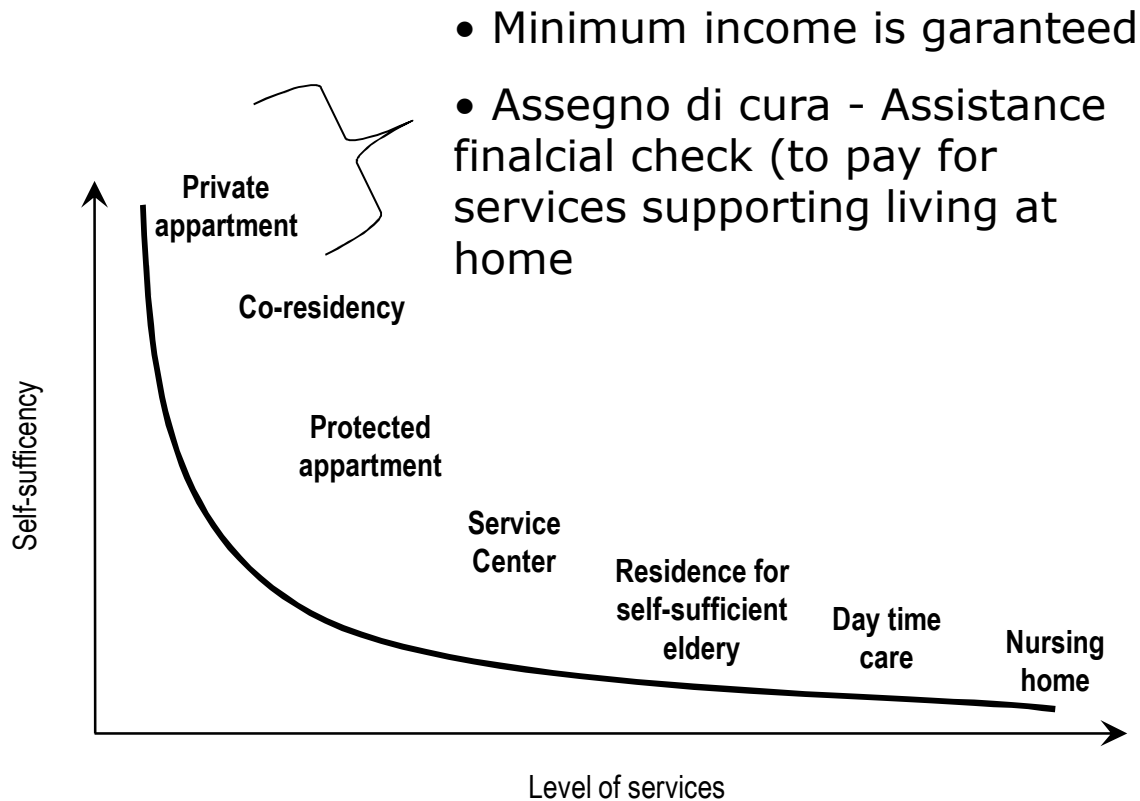 • Minimum income is garanteed
• Assegno di cura - Assistance
finalcial check (to pay for
services supporting living at
home
Private
appartment
Co-residency
Protected
appartment
Service
Center
Residence for
self-sufficient
eldery
Day time
care
Nursing
home
Self-sufficency
Level of services